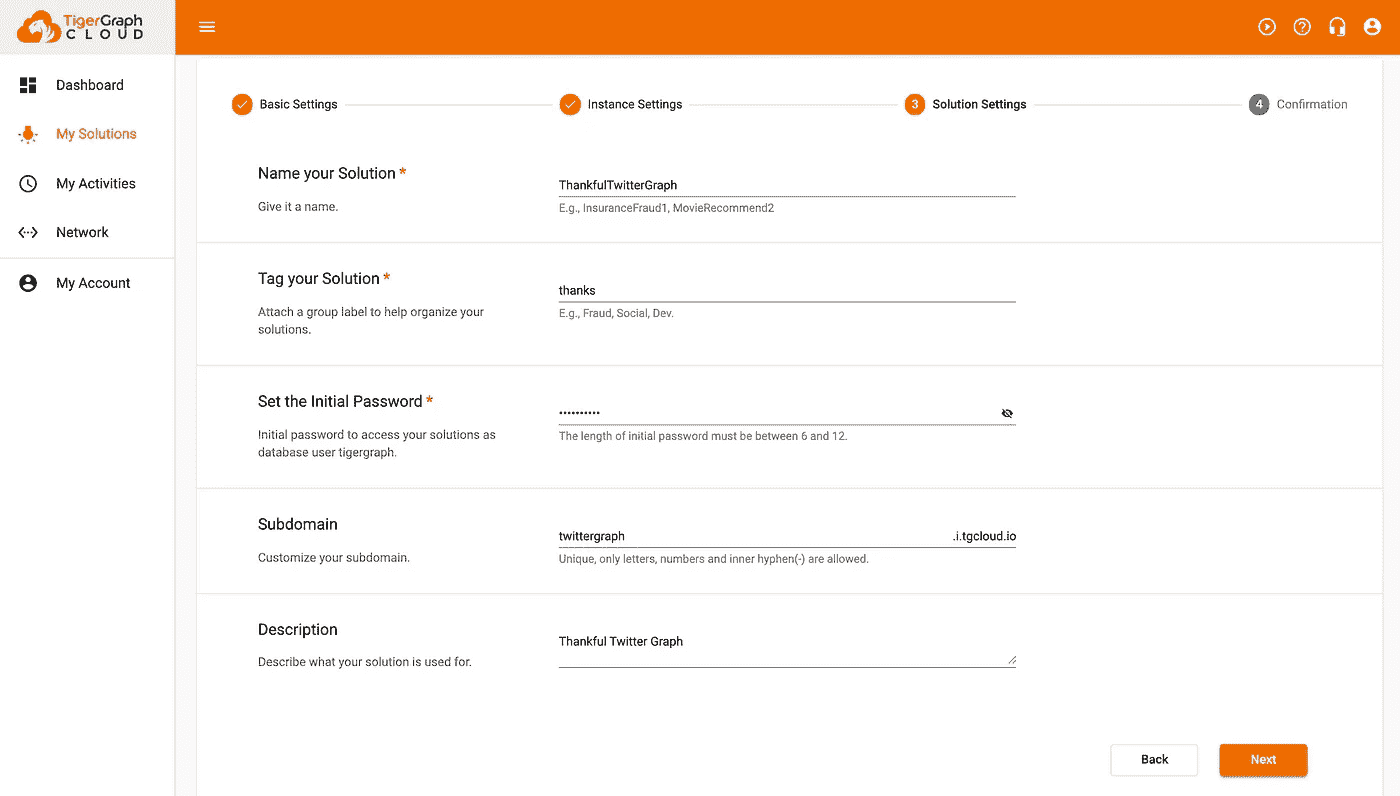 TigerGraph
CLOUD
Dashboard
My Solutions
My Activities
Network
My Account
Basic Settings
Instance Settings
3 Solution Settings
4 Confirmation
Name your Solution *
Give it a name.
ThankfulTwitterGraph
E.g., InsuranceFraud1, MovieRecommend2
Tag your Solution *
Attach a group label to help organize your
solutions.
thanks
E.g., Fraud, Social, Dev.
Set the Initial Password *
Initial password to access your solutions as
database user tigergraph.
••••••••••
The length of initial password must be between 6 and 12.
Subdomain
Customize your subdomain.
twittergraph .i.tgcloud.io
Unique, only letters, numbers and inner hyphen(-) are allowed.
Description
Describe what your solution is used for.
Thankful Twitter Graph
Back
Next